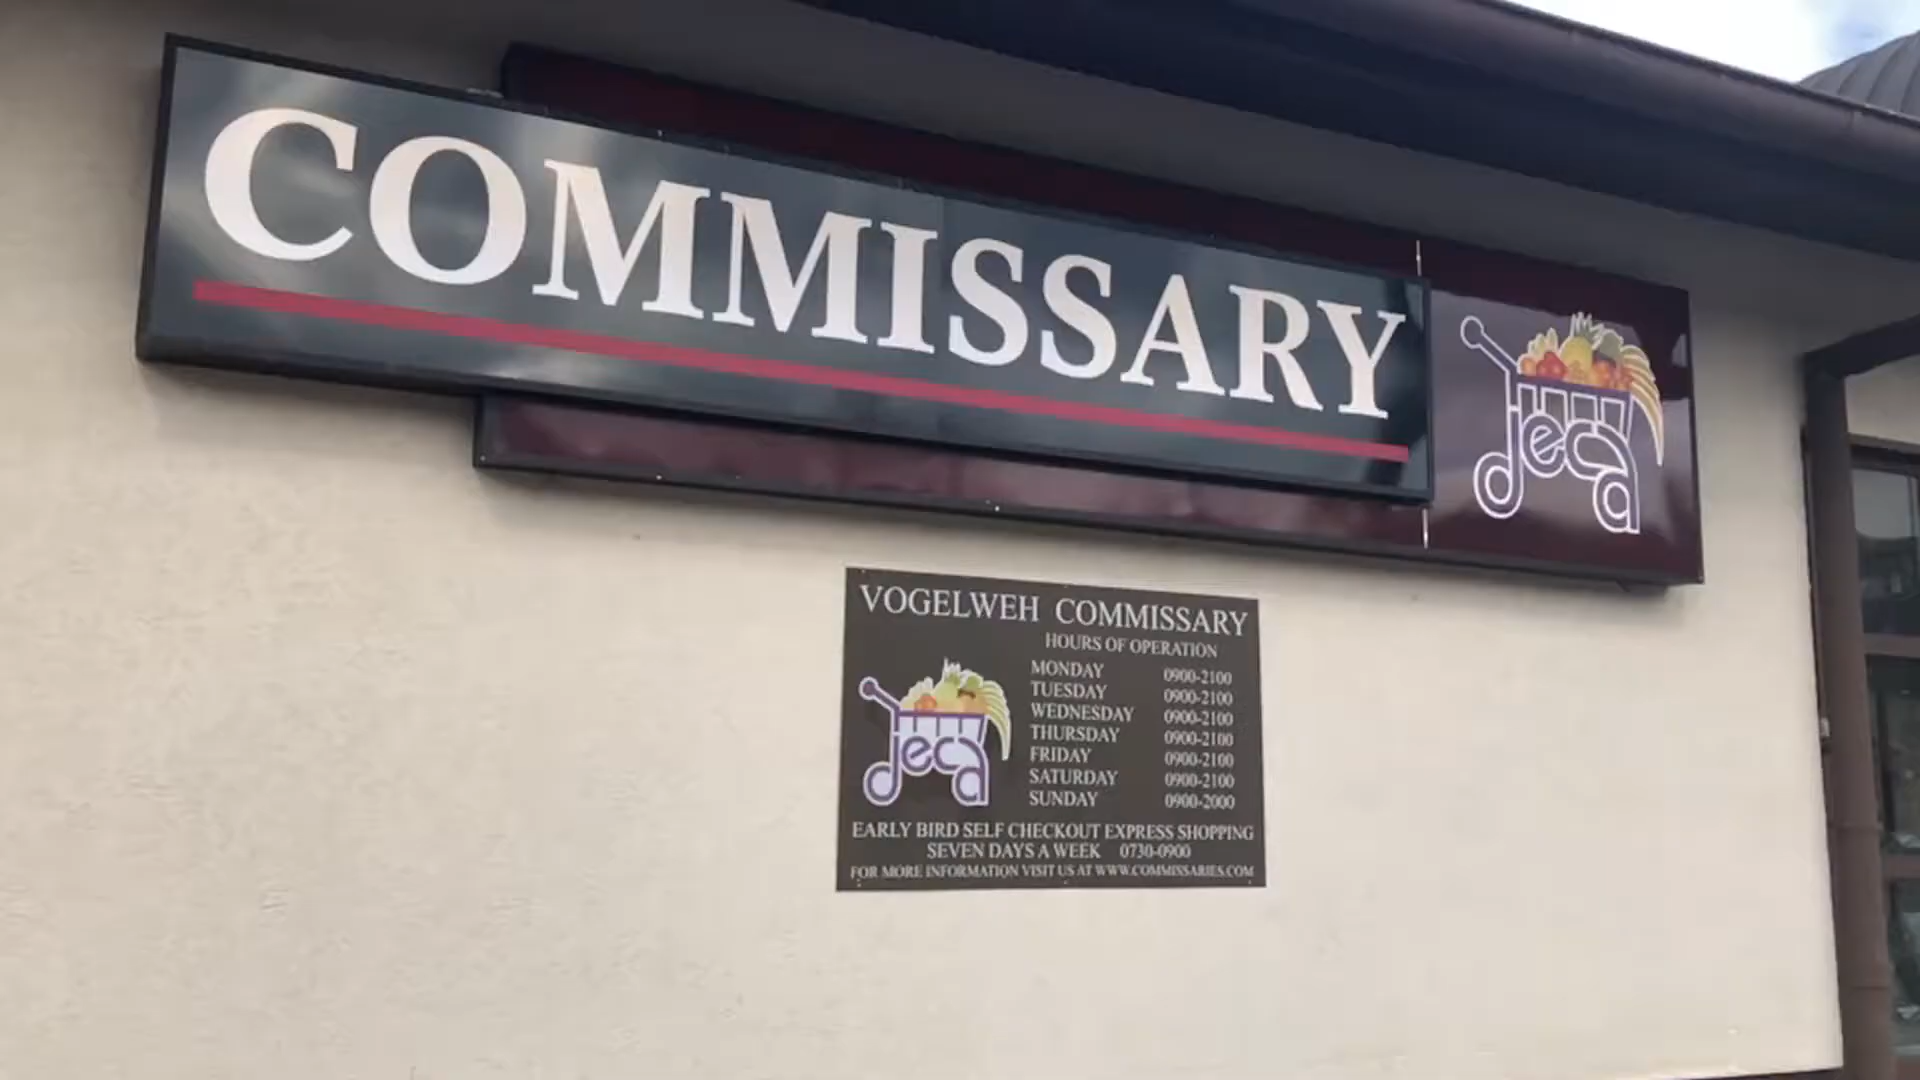 COMMISSARY
deca
VOGELWEH COMMISSARY
HOURS OF OPERATION
MONDAY 0900-2100
TUESDAY 0900-2100
WEDNESDAY 0900-2100
THURSDAY 0900-2100
FRIDAY 0900-2100
SATURDAY 0900-2100
SUNDAY 0900-2000
deca
EARLY BIRD SELF CHECKOUT EXPRESS SHOPPING
SEVEN DAYS A WEEK 0730-0900
FOR MORE INFORMATION VISIT US AT WWW.COMMISSARIES.COM